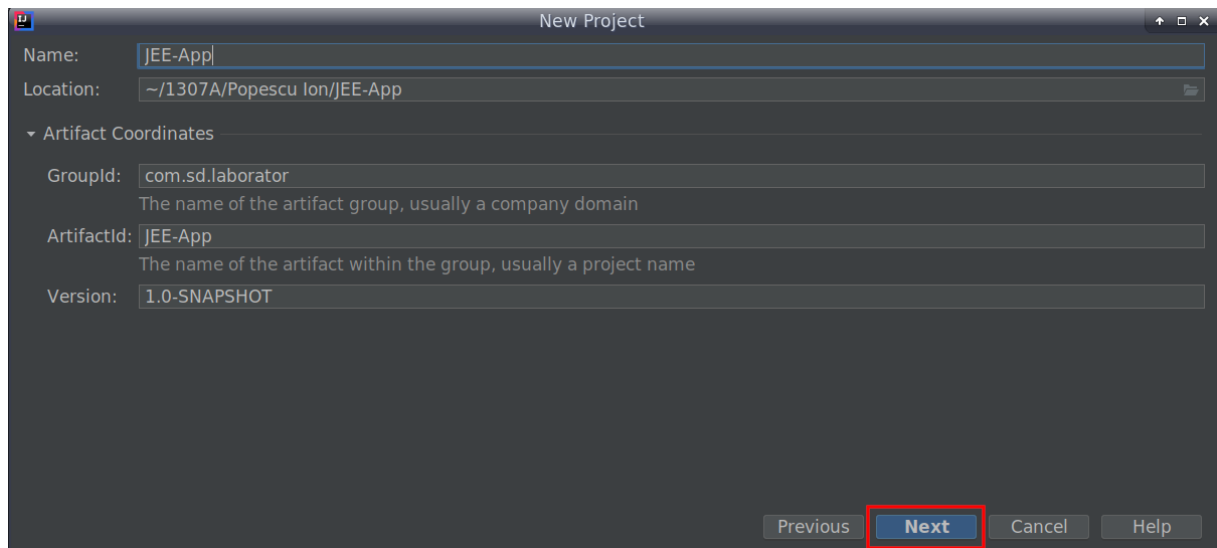 New Project
Name: JEE-App
Location: ~/1307A/Popescu Ion/JEE-App
Artifact Coordinates
GroupId: com.sd.laborator
The name of the artifact group, usually a company domain
ArtifactId: JEE-App
The name of the artifact within the group, usually a project name
Version: 1.0-SNAPSHOT
Previous Next Cancel Help